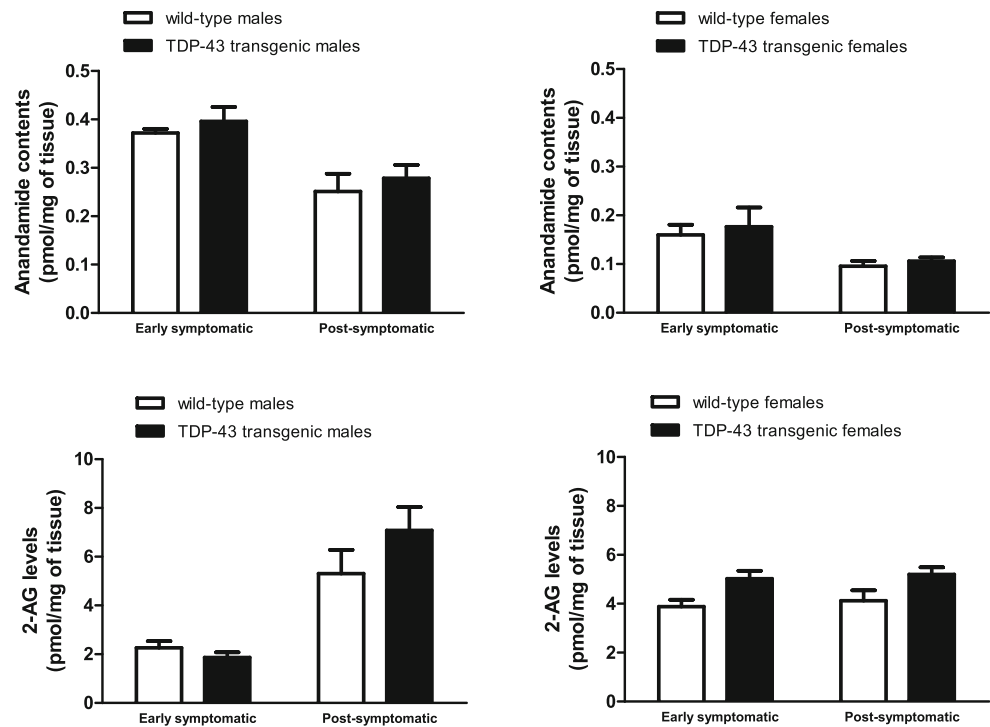 wild-type males
TDP-43 transgenic males
Anandamide contents
(pmol/mg of tissue)
0.5
0.4
0.3
0.2
0.1
0.0
Early symptomatic
Post-symptomatic
wild-type females
TDP-43 transgenic females
Anandamide contents
(pmol/mg of tissue)
0.5
0.4
0.3
0.2
0.1
0.0
Early symptomatic
Post-symptomatic
wild-type males
TDP-43 transgenic males
2-AG levels
(pmol/mg of tissue)
10
8
6
4
2
0
Early symptomatic
Post-symptomatic
wild-type females
TDP-43 transgenic females
2-AG levels
(pmol/mg of tissue)
10
8
6
4
2
0
Early symptomatic
Post-symptomatic